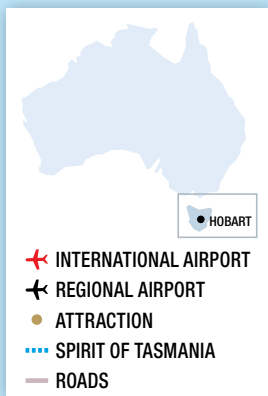 HOBART
INTERNATIONAL AIRPORT
REGIONAL AIRPORT
ATTRACTION
SPIRIT OF TASMANIA
ROADS